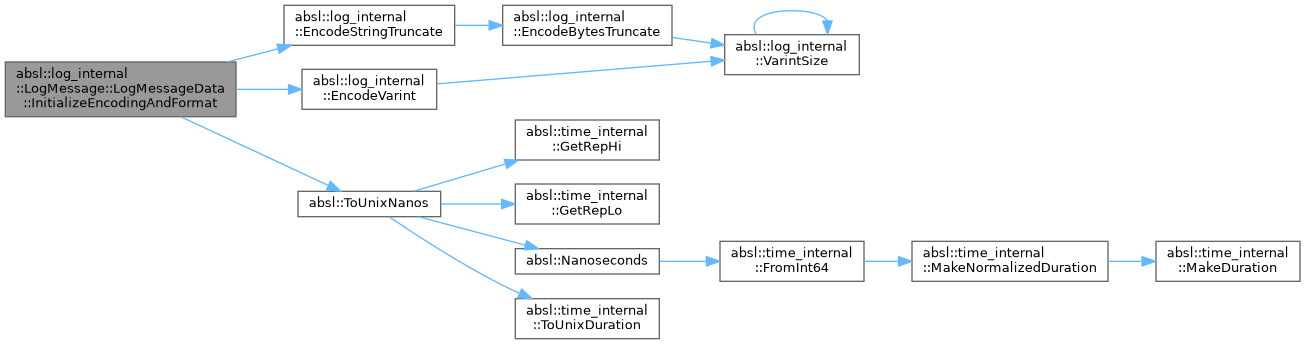 absl::log_internal
::LogMessage::LogMessageData
::InitializeEncodingAndFormat
absl::log_internal
::EncodeStringTruncate
absl::log_internal
::EncodeBytesTruncate
absl::log_internal
::VarintSize
absl::log_internal
::EncodeVarint
absl::ToUnixNanos
absl::time_internal
::GetRepHi
absl::time_internal
::GetRepLo
absl::Nanoseconds
absl::time_internal
::FromInt64
absl::time_internal
::MakeNormalizedDuration
absl::time_internal
::MakeDuration
absl::time_internal
::ToUnixDuration